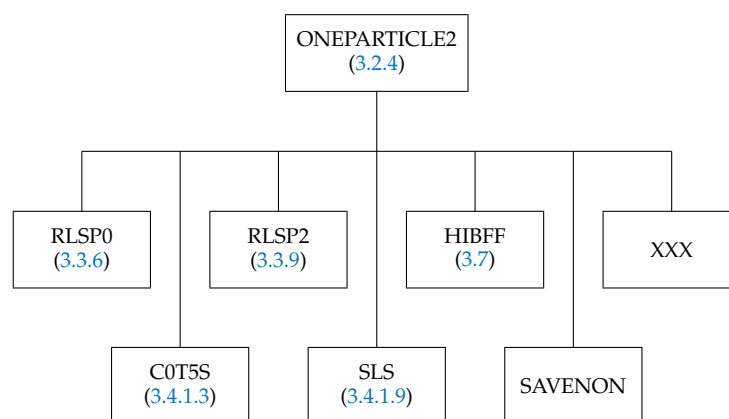 ONEPARTICLE2
(3.2.4)
RLSP0
(3.3.6)
RLSP2
(3.3.9)
HIBFF
(3.7)
XXX
C0T5S
(3.4.1.3)
SLS
(3.4.1.9)
SAVENON